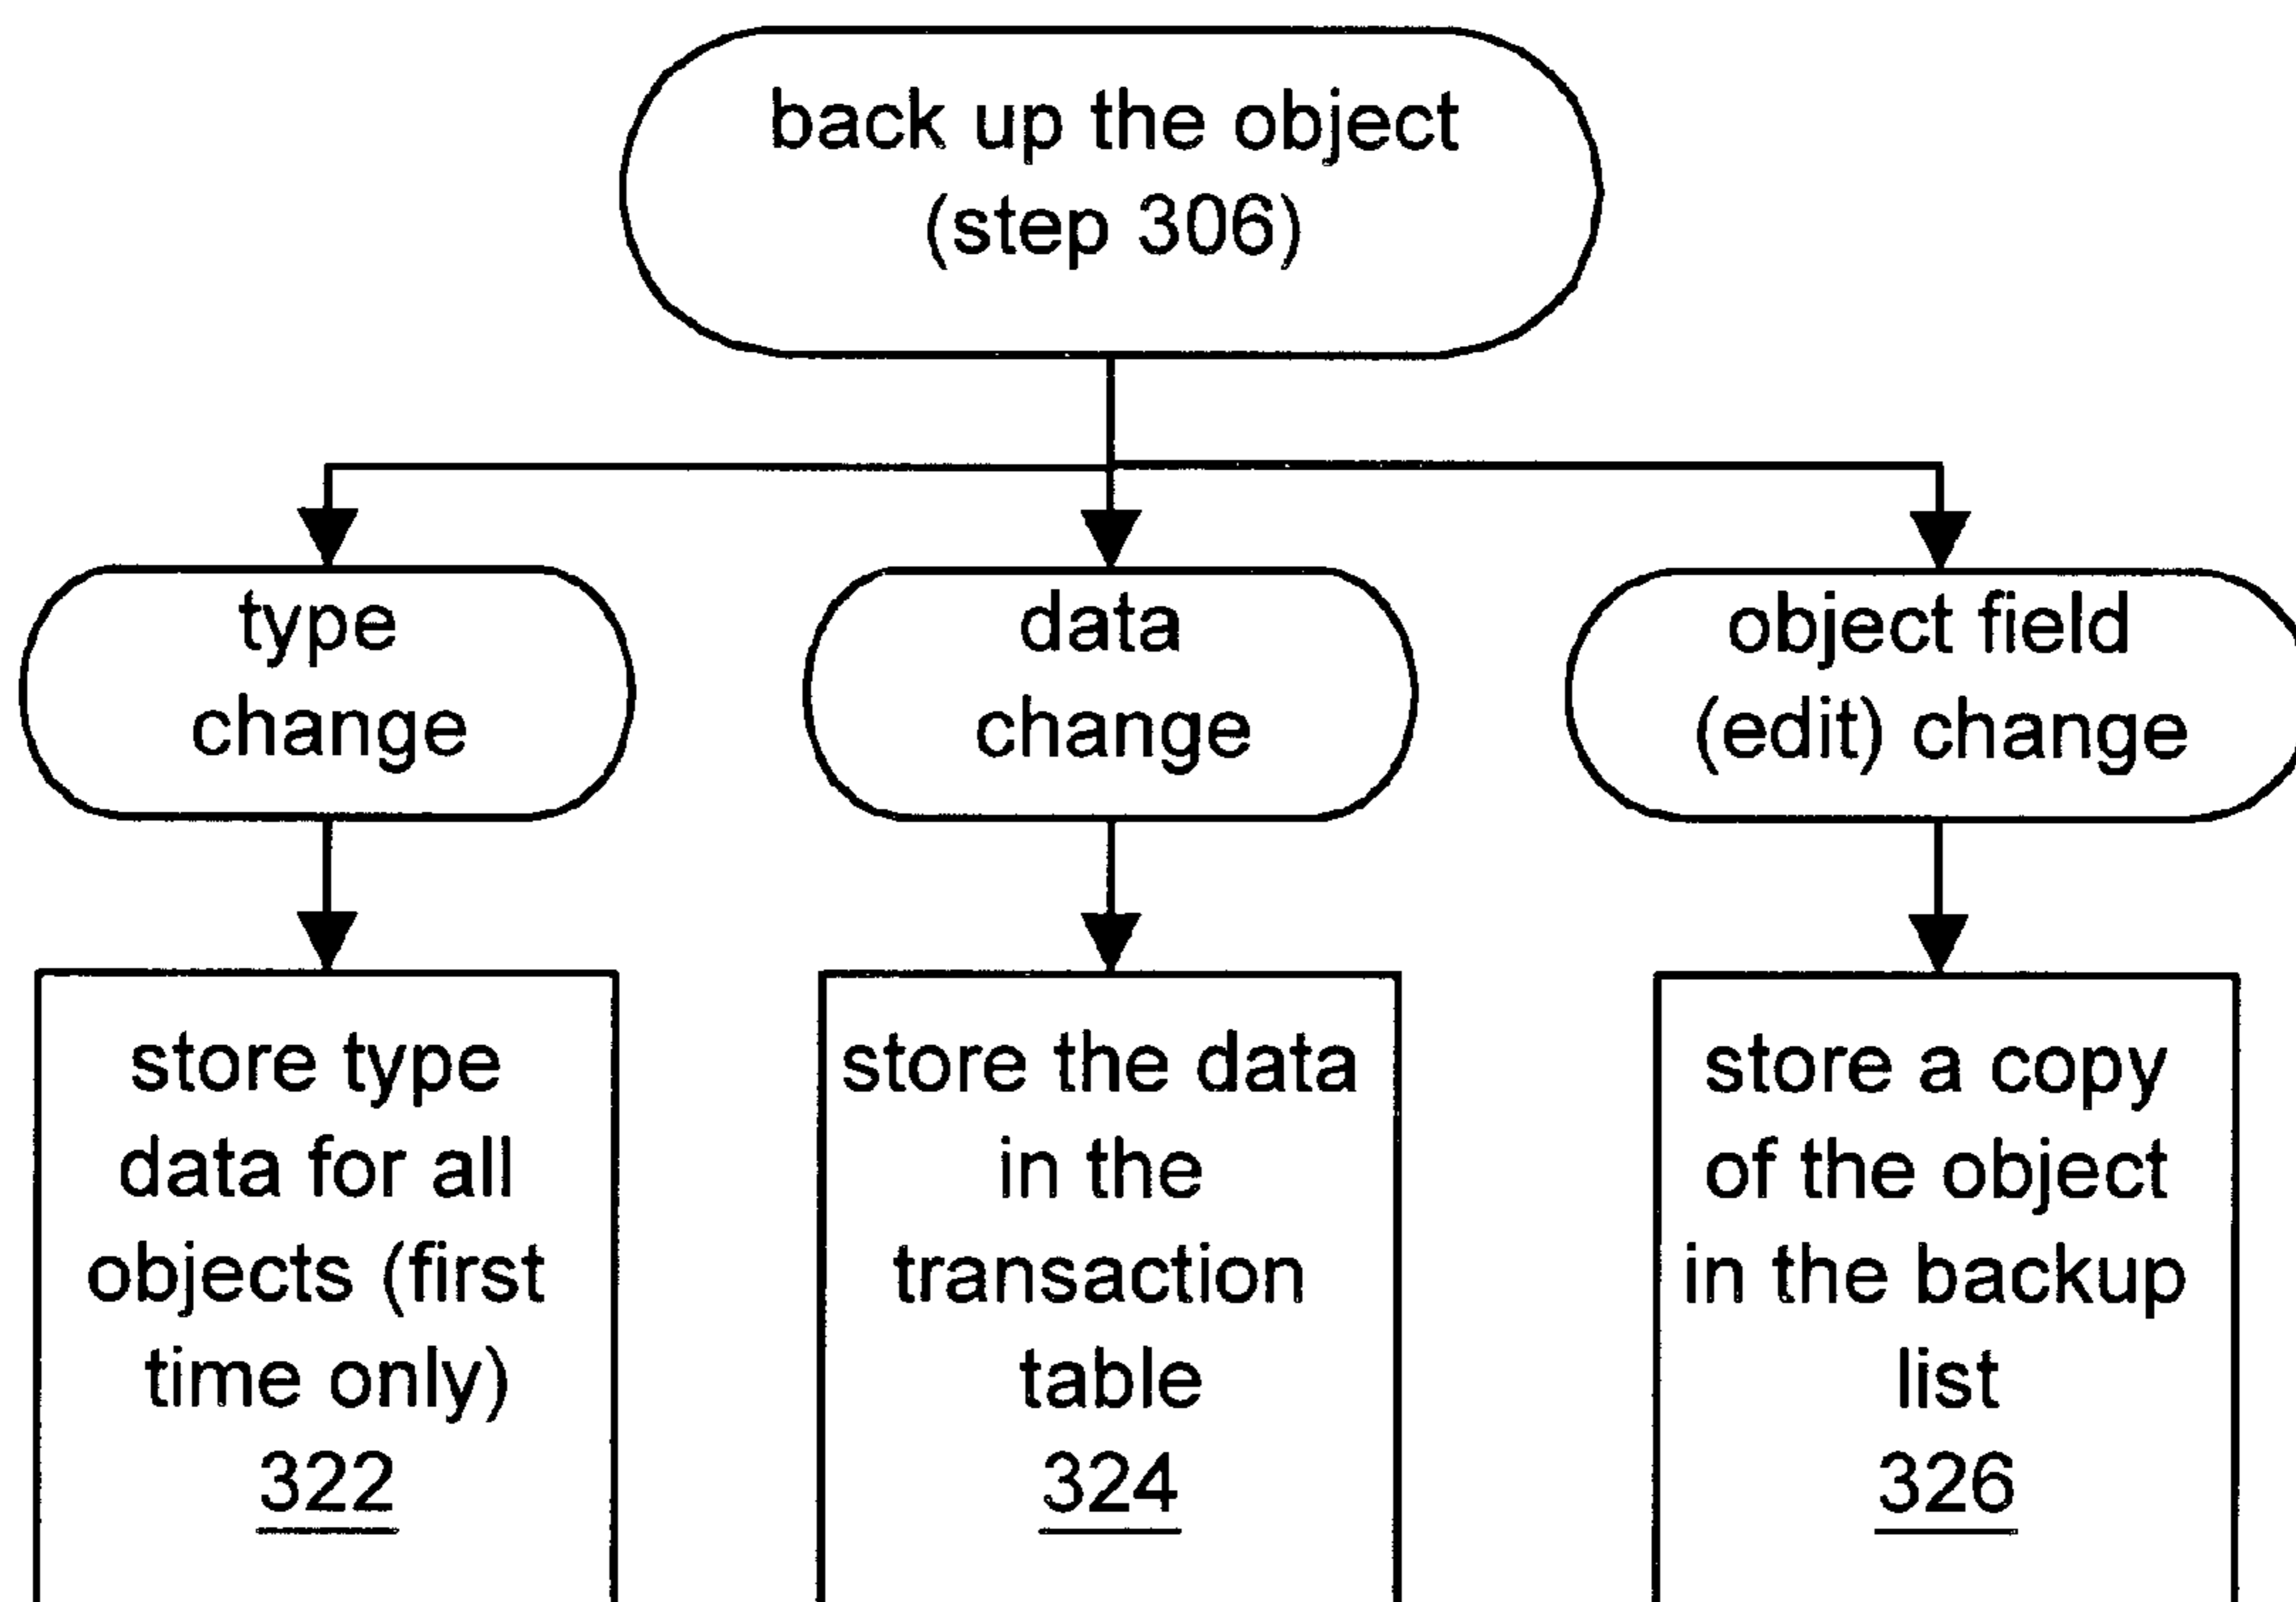 back up the object
(step 306)
type
change
data
change
object field
(edit) change
store type
data for all
objects (first
time only)
322
store the data
in the
transaction
table
324
store a copy
of the object
in the backup
list
326